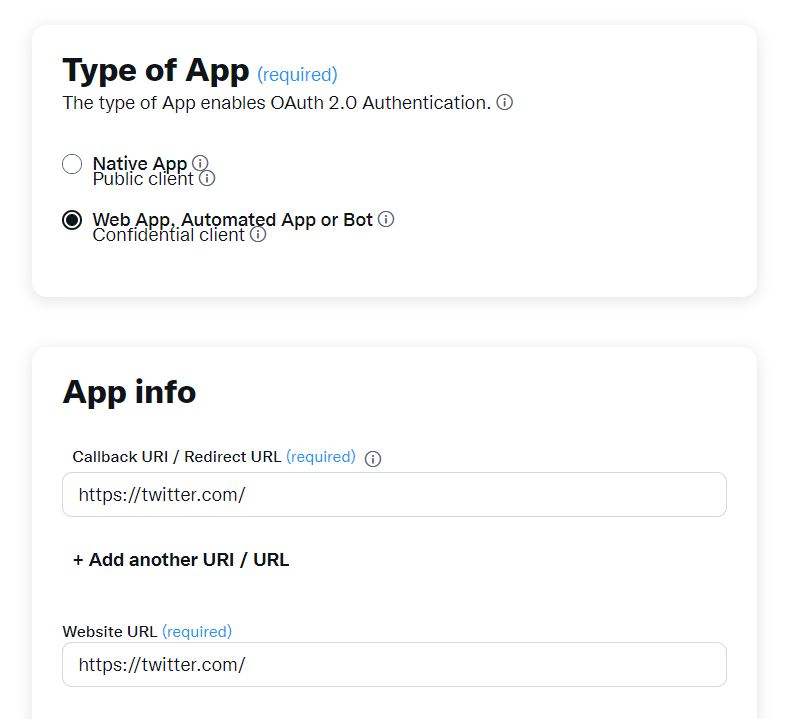 Type of App (required)
The type of App enables OAuth 2.0 Authentication.
Native App
Public client
Web App, Automated App or Bot
Confidential client
App info
Callback URI / Redirect URL (required)
https://twitter.com/
+ Add another URI / URL
Website URL (required)
https://twitter.com/